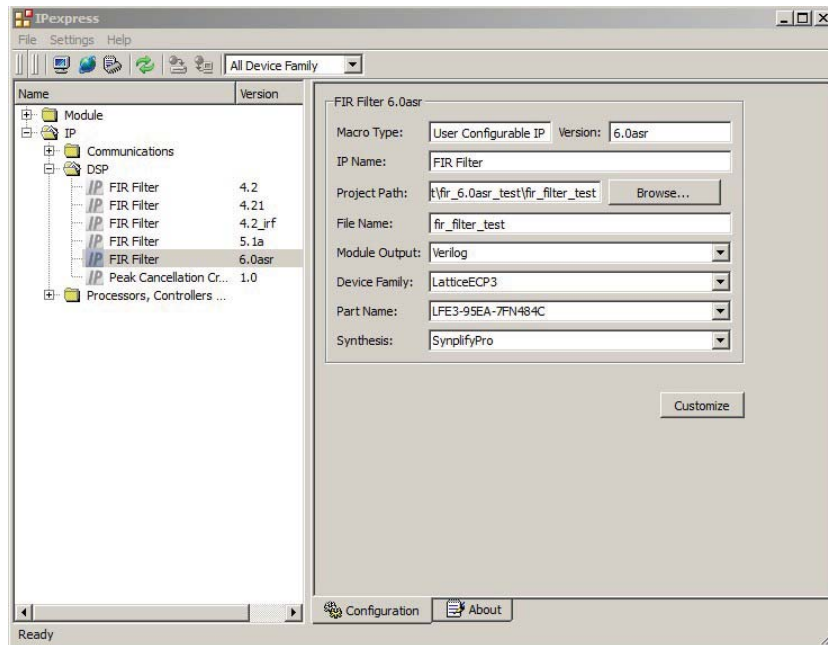 IPexpress
File Settings Help
All Device Family
Name Version
Module
IP
Communications
DSP
FIR Filter 4.2
FIR Filter 4.21
FIR Filter 4.2_irf
FIR Filter 5.1a
FIR Filter 6.0asr
Peak Cancellation Cr... 1.0
Processors, Controllers ...
FIR Filter 6.0asr
Macro Type: User Configurable IP Version: 6.0asr
IP Name: FIR Filter
Project Path: t\fir_6.0asr_test\fir_filter_test Browse...
File Name: fir_filter_test
Module Output: Verilog
Device Family: LatticeECP3
Part Name: LFE3-95EA-7FN484C
Synthesis: SynplifyPro
Customize
Configuration About
Ready